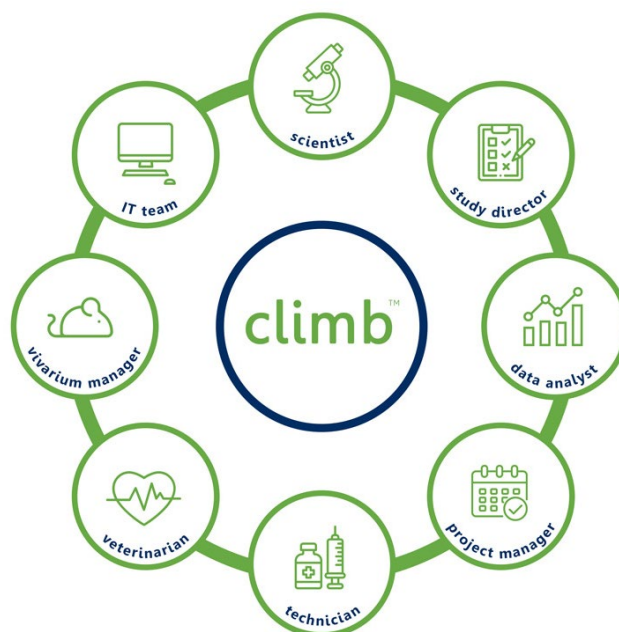 scientist
study director
data analyst
project manager
technician
veterinarian
vivarium manager
IT team
climb™